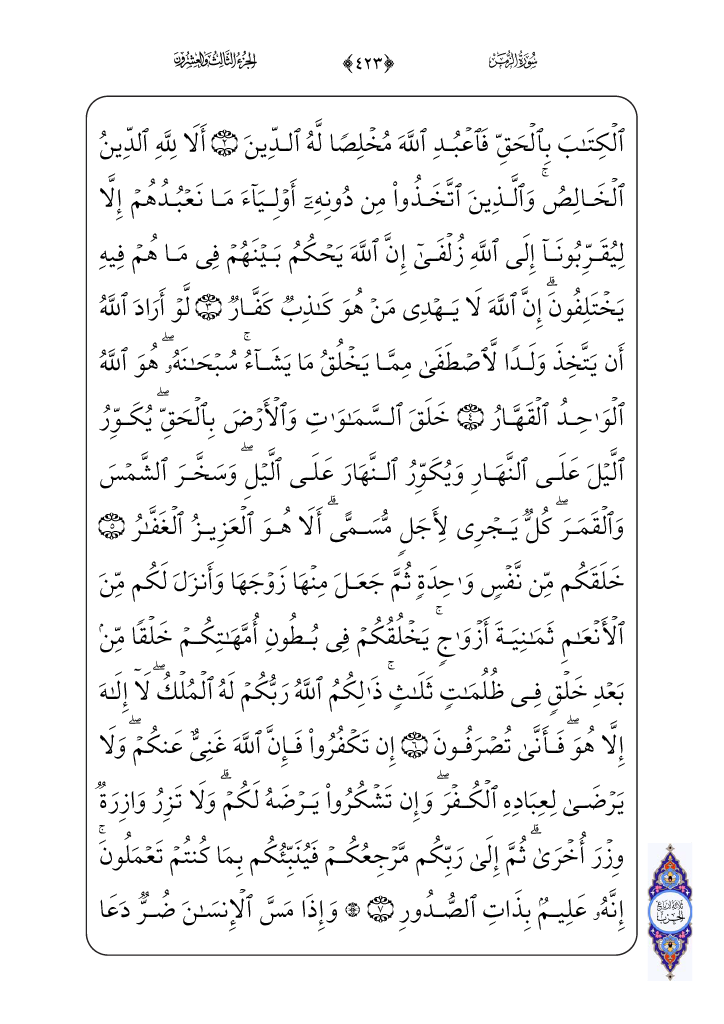 سُورَةُ الزُّمَرِ ﴿٤٢٣﴾ الجُزْءُ الثَّالِثُ وَالعِشْرُونَ
ٱلۡكِتَٰبَ بِٱلۡحَقِّ فَٱعۡبُدِ ٱللَّهَ مُخۡلِصٗا لَّهُ ٱلدِّينَ ٢ أَلَا لِلَّهِ ٱلدِّينُ
ٱلۡخَالِصُۚ وَٱلَّذِينَ ٱتَّخَذُواْ مِن دُونِهِۦٓ أَوۡلِيَآءَ مَا نَعۡبُدُهُمۡ إِلَّا
لِيُقَرِّبُونَآ إِلَى ٱللَّهِ زُلۡفَىٰٓ إِنَّ ٱللَّهَ يَحۡكُمُ بَيۡنَهُمۡ فِي مَا هُمۡ فِيهِ
يَخۡتَلِفُونَۗ إِنَّ ٱللَّهَ لَا يَهۡدِي مَنۡ هُوَ كَٰذِبٞ كَفَّارٞ ٣ لَّوۡ أَرَادَ ٱللَّهُ
أَن يَتَّخِذَ وَلَدٗا لَّٱصۡطَفَىٰ مِمَّا يَخۡلُقُ مَا يَشَآءُۚ سُبۡحَٰنَهُۥۖ هُوَ ٱللَّهُ
ٱلۡوَٰحِدُ ٱلۡقَهَّارُ ٤ خَلَقَ ٱلسَّمَٰوَٰتِ وَٱلۡأَرۡضَ بِٱلۡحَقِّۖ يُكَوِّرُ
ٱلَّيۡلَ عَلَى ٱلنَّهَارِ وَيُكَوِّرُ ٱلنَّهَارَ عَلَى ٱلَّيۡلِۖ وَسَخَّرَ ٱلشَّمۡسَ
وَٱلۡقَمَرَۖ كُلّٞ يَجۡرِي لِأَجَلٖ مُّسَمًّىۗ أَلَا هُوَ ٱلۡعَزِيزُ ٱلۡغَفَّٰرُ ٥
خَلَقَكُم مِّن نَّفۡسٖ وَٰحِدَةٖ ثُمَّ جَعَلَ مِنۡهَا زَوۡجَهَا وَأَنزَلَ لَكُم مِّنَ
ٱلۡأَنۡعَٰمِ ثَمَٰنِيَةَ أَزۡوَٰجٖۚ يَخۡلُقُكُمۡ فِي بُطُونِ أُمَّهَٰتِكُمۡ خَلۡقٗا مِّنۢ
بَعۡدِ خَلۡقٖ فِي ظُلُمَٰتٖ ثَلَٰثٖۚ ذَٰلِكُمُ ٱللَّهُ رَبُّكُمۡ لَهُ ٱلۡمُلۡكُۖ لَآ إِلَٰهَ
إِلَّا هُوَۖ فَأَنَّىٰ تُصۡرَفُونَ ٦ إِن تَكۡفُرُواْ فَإِنَّ ٱللَّهَ غَنِيٌّ عَنكُمۡۖ وَلَا
يَرۡضَىٰ لِعِبَادِهِ ٱلۡكُفۡرَۖ وَإِن تَشۡكُرُواْ يَرۡضَهُ لَكُمۡۗ وَلَا تَزِرُ وَازِرَةٞ
وِزۡرَ أُخۡرَىٰۗ ثُمَّ إِلَىٰ رَبِّكُم مَّرۡجِعُكُمۡ فَيُنَبِّئُكُم بِمَا كُنتُمۡ تَعۡمَلُونَۚ
إِنَّهُۥ عَلِيمُۢ بِذَاتِ ٱلصُّدُورِ ٧ ۞ وَإِذَا مَسَّ ٱلۡإِنسَٰنَ ضُرّٞ دَعَا
ثلاثة أرباع
الحزب